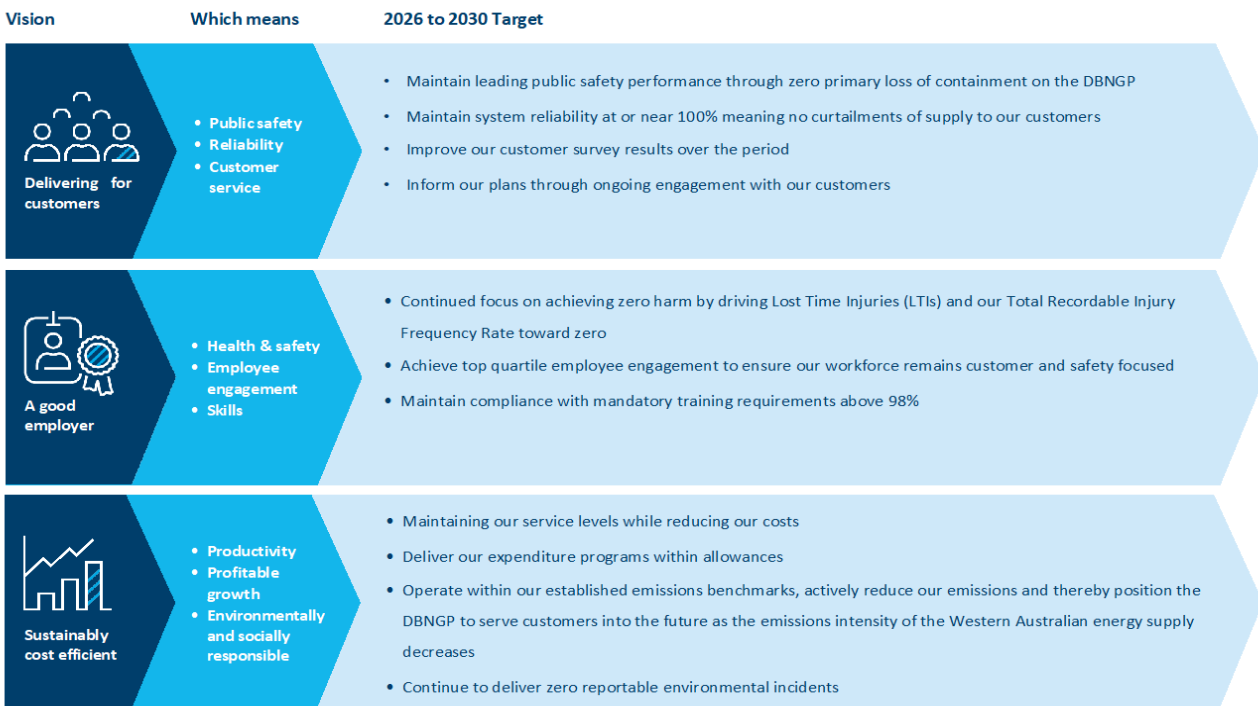 Vision Which means 2026 to 2030 Target
Delivering for
customers
• Public safety
• Reliability
• Customer
service
• Maintain leading public safety performance through zero primary loss of containment on the DBNGP
• Maintain system reliability at or near 100% meaning no curtailments of supply to our customers
• Improve our customer survey results over the period
• Inform our plans through ongoing engagement with our customers
A good
employer
• Health & safety
• Employee
engagement
• Skills
• Continued focus on achieving zero harm by driving Lost Time Injuries (LTIs) and our Total Recordable Injury
Frequency Rate toward zero
• Achieve top quartile employee engagement to ensure our workforce remains customer and safety focused
• Maintain compliance with mandatory training requirements above 98%
Sustainably
cost efficient
• Productivity
• Profitable
growth
• Environmentally
and socially
responsible
• Maintaining our service levels while reducing our costs
• Deliver our expenditure programs within allowances
• Operate within our established emissions benchmarks, actively reduce our emissions and thereby position the
DBNGP to serve customers into the future as the emissions intensity of the Western Australian energy supply
decreases
• Continue to deliver zero reportable environmental incidents